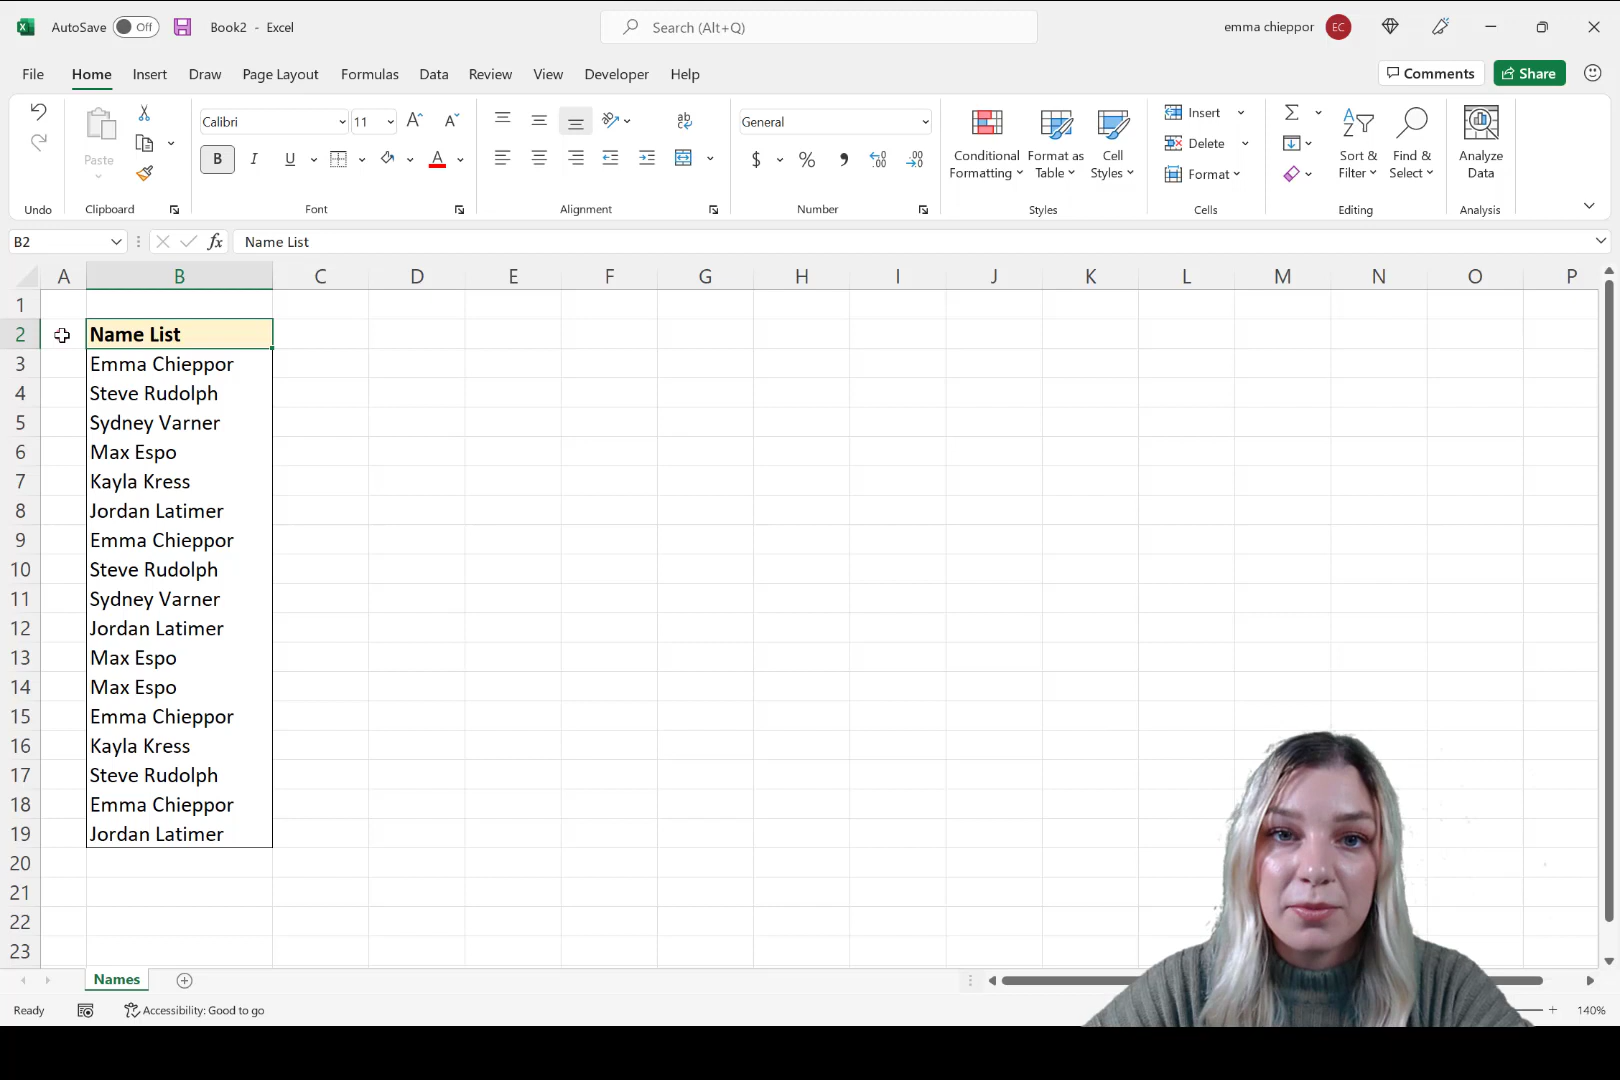 AutoSave Off Book2 - Excel Search (Alt+Q) emma chieppor EC
File Home Insert Draw Page Layout Formulas Data Review View Developer Help Comments Share
Paste Calibri 11 General Conditional Formatting Format as Table Cell Styles Insert Delete Format Sort & Filter Find & Select Analyze Data
B I U A $ % 
Undo Clipboard Font Alignment Number Styles Cells Editing Analysis
B2 fx Name List
A B C D E F G H I J K L M N O P
1
2 Name List
3 Emma Chieppor
4 Steve Rudolph
5 Sydney Varner
6 Max Espo
7 Kayla Kress
8 Jordan Latimer
9 Emma Chieppor
10 Steve Rudolph
11 Sydney Varner
12 Jordan Latimer
13 Max Espo
14 Max Espo
15 Emma Chieppor
16 Kayla Kress
17 Steve Rudolph
18 Emma Chieppor
19 Jordan Latimer
20
21
22
23
Names
Ready Accessibility: Good to go 140%